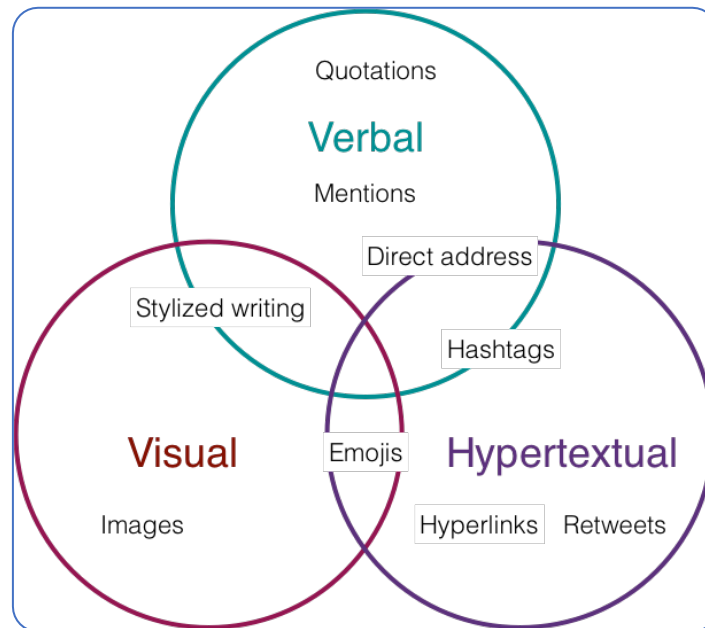 Quotations
Verbal
Mentions
Direct address
Stylized writing
Hashtags
Visual
Emojis
Hypertextual
Images
Hyperlinks
Retweets